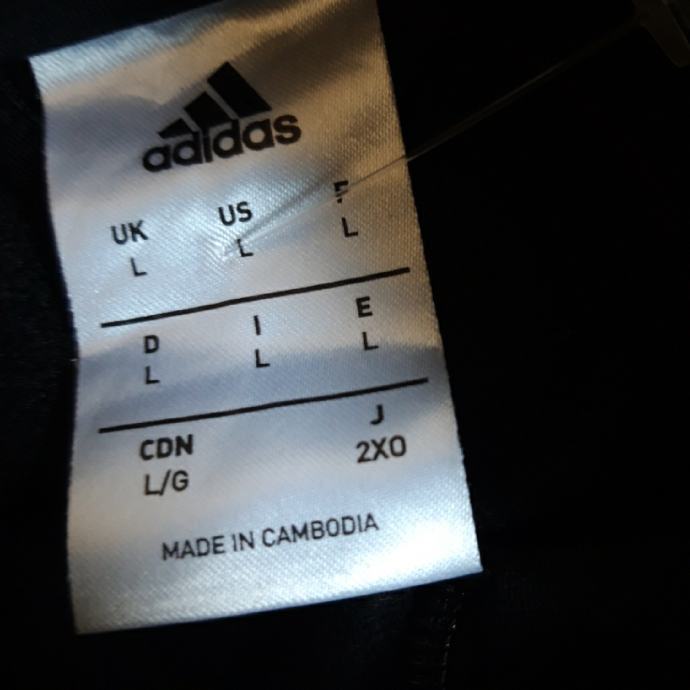 adidas
UK US F
L L L
D I E
L L L
CDN J
L/G 2XO
MADE IN CAMBODIA